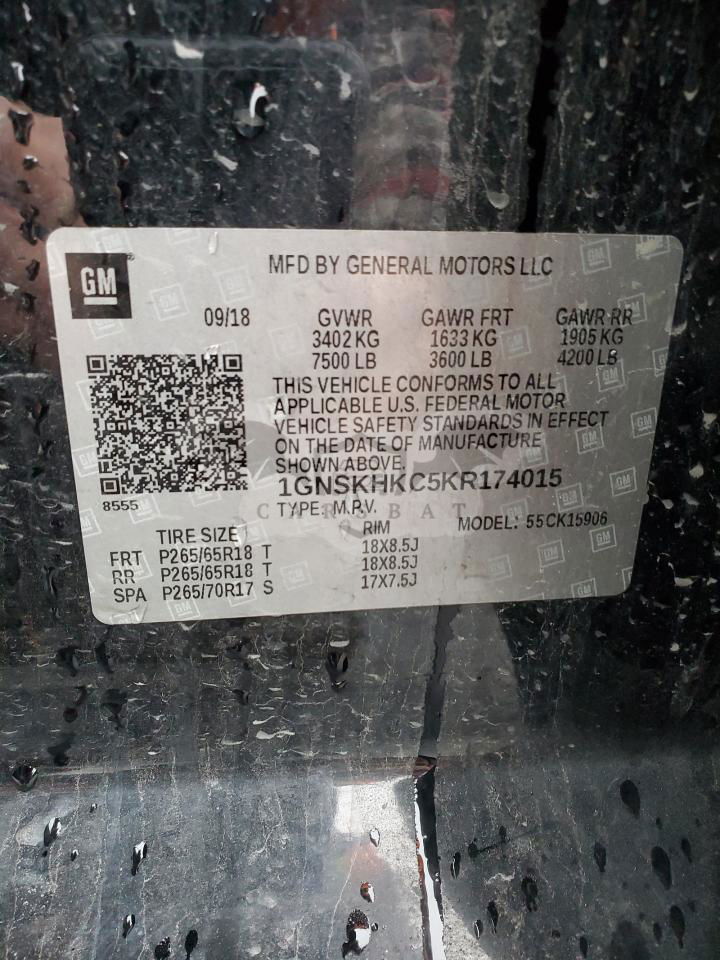 GM
MFD BY GENERAL MOTORS LLC
09/18 GVWR GAWR FRT GAWR RR
3402 KG 1633 KG 1905 KG
7500 LB 3600 LB 4200 LB
THIS VEHICLE CONFORMS TO ALL
APPLICABLE U.S. FEDERAL MOTOR
VEHICLE SAFETY STANDARDS IN EFFECT
ON THE DATE OF MANUFACTURE
SHOWN ABOVE.
1GNSKHKC5KR174015
8555 TYPE: M.P.V.
TIRE SIZE RIM MODEL: 55CK15906
FRT P265/65R18 T 18X8.5J
RR P265/65R18 T 18X8.5J
SPA P265/70R17 S 17X7.5J